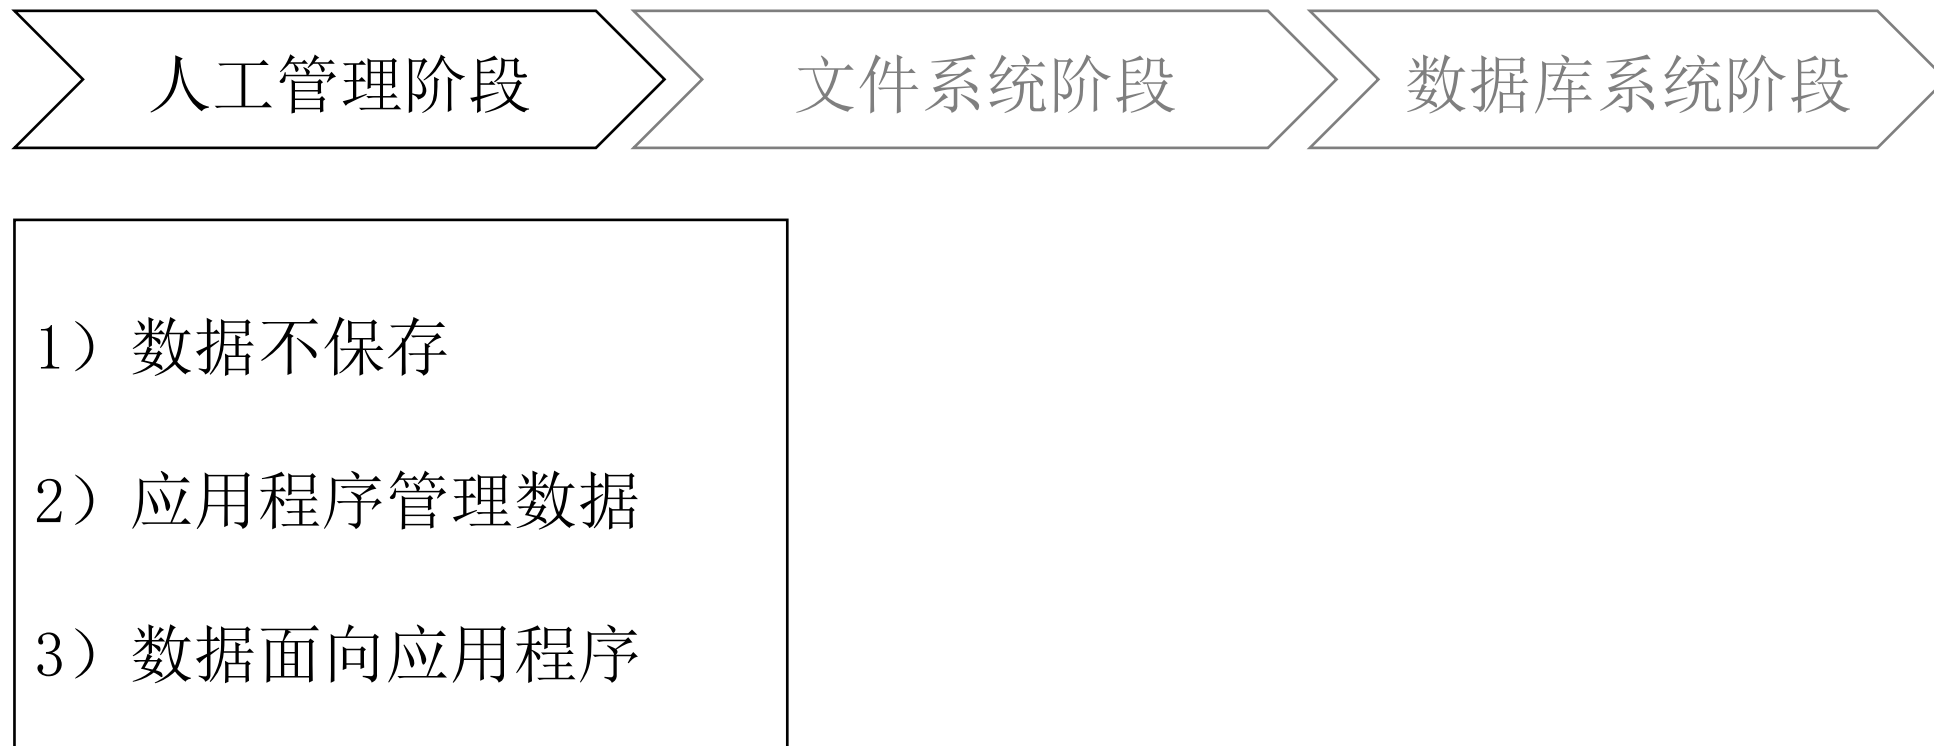 人工管理阶段
文件系统阶段
数据库系统阶段
1）数据不保存
2）应用程序管理数据
3）数据面向应用程序